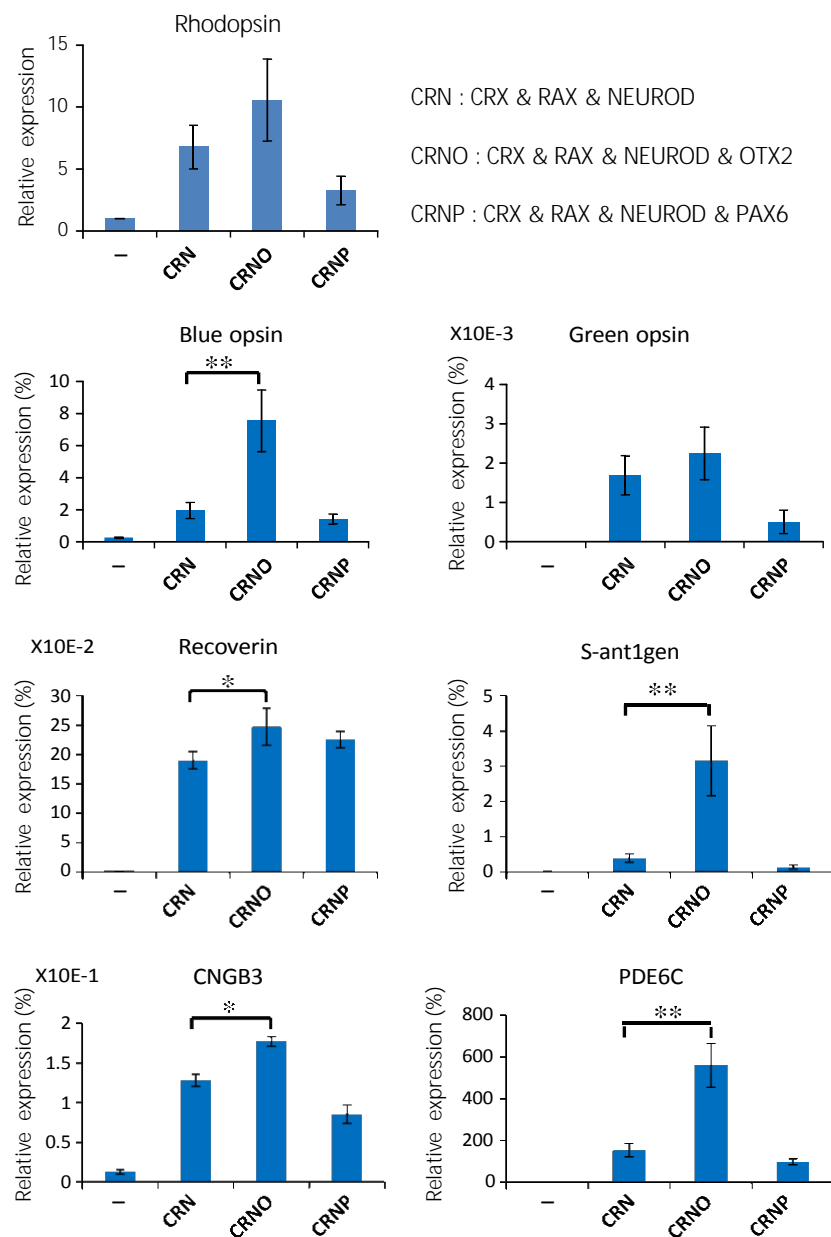 Rhodopsin
Relative expression
15
10
5
0
–
CRN
CRNO
CRNP
CRN : CRX & RAX & NEUROD
CRNO : CRX & RAX & NEUROD & OTX2
CRNP : CRX & RAX & NEUROD & PAX6
Blue opsin
Relative expression (%)
10
8
6
4
2
0
**
–
CRN
CRNO
CRNP
X10E-3
Green opsin
Relative expression (%)
4
3
2
1
0
–
CRN
CRNO
CRNP
X10E-2
Recoverin
Relative expression (%)
30
25
20
15
10
5
0
*
–
CRN
CRNO
CRNP
S-ant1gen
Relative expression (%)
5
4
3
2
1
0
**
–
CRN
CRNO
CRNP
X10E-1
CNGB3
Relative expression (%)
2
1.5
1
0.5
0
*
–
CRN
CRNO
CRNP
PDE6C
Relative expression (%)
800
600
400
200
0
**
–
CRN
CRNO
CRNP